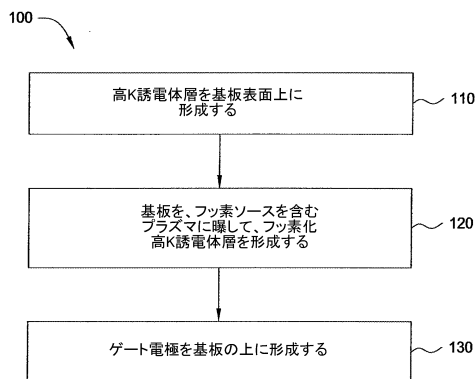 100
高K誘電体層を基板表面上に
形成する
110
基板を、フッ素ソースを含む
プラズマに曝して、フッ素化
高K誘電体層を形成する
120
ゲート電極を基板の上に形成する
130